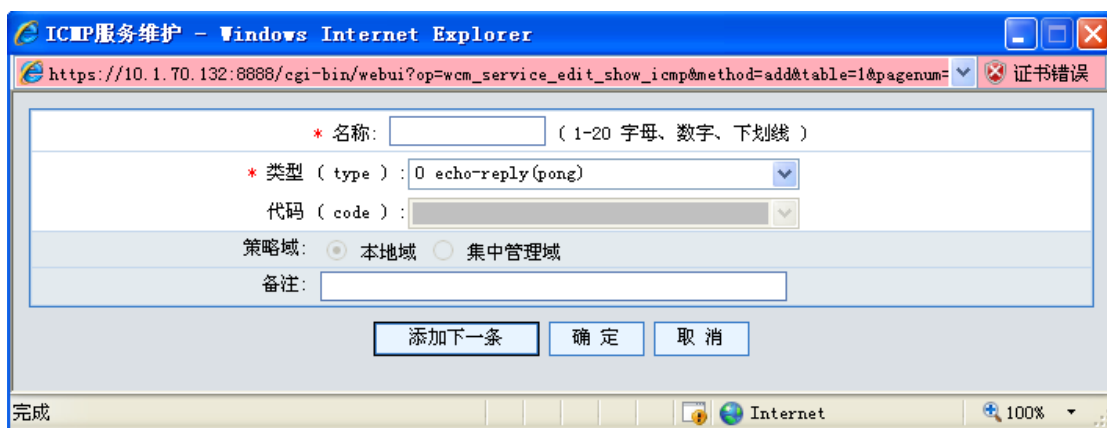 ICMP服务维护 - Windows Internet Explorer
https://10.1.70.132:8888/cgi-bin/webui?op=wcm_service_edit_show_icmp&method=add&table=1&pagenum= 证书错误
* 名称: ( 1-20 字母、数字、下划线 )
* 类型 ( type ) : 0 echo-reply(pong)
代码 ( code ) :
策略域: 本地域 集中管理域
备注:
添加下一条 确 定 取 消
完成 Internet 100%